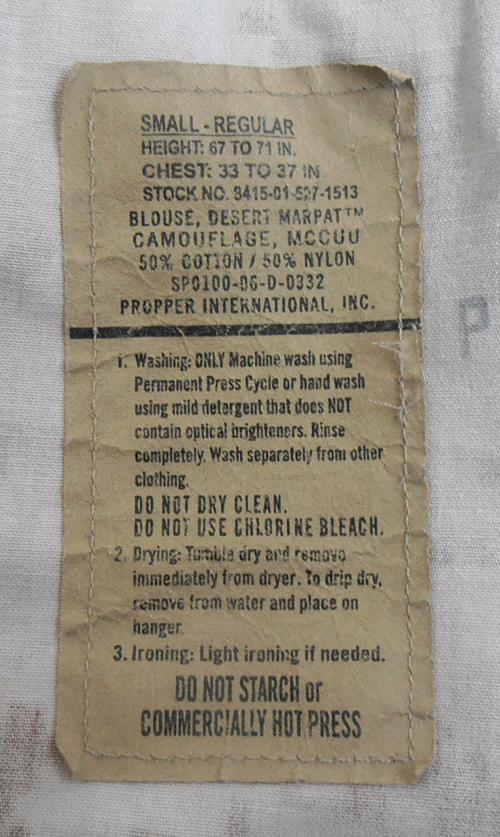 SMALL - REGULAR
HEIGHT: 67 TO 71 IN.
CHEST: 33 TO 37 IN
STOCK NO. 8415-01-527-1513
BLOUSE, DESERT MARPAT™
CAMOUFLAGE, MCCUU
50% COTTON / 50% NYLON
SP0100-06-D-0332
PROPPER INTERNATIONAL, INC.
1. Washing: ONLY Machine wash using
Permanent Press Cycle or hand wash
using mild detergent that does NOT
contain optical brighteners. Rinse
completely. Wash separately from other
clothing.
DO NOT DRY CLEAN.
DO NOT USE CHLORINE BLEACH.
2. Drying: Tumble dry and remove
immediately from dryer. To drip dry,
remove from water and place on
hanger.
3. Ironing: Light ironing if needed.
DO NOT STARCH or
COMMERCIALLY HOT PRESS
P